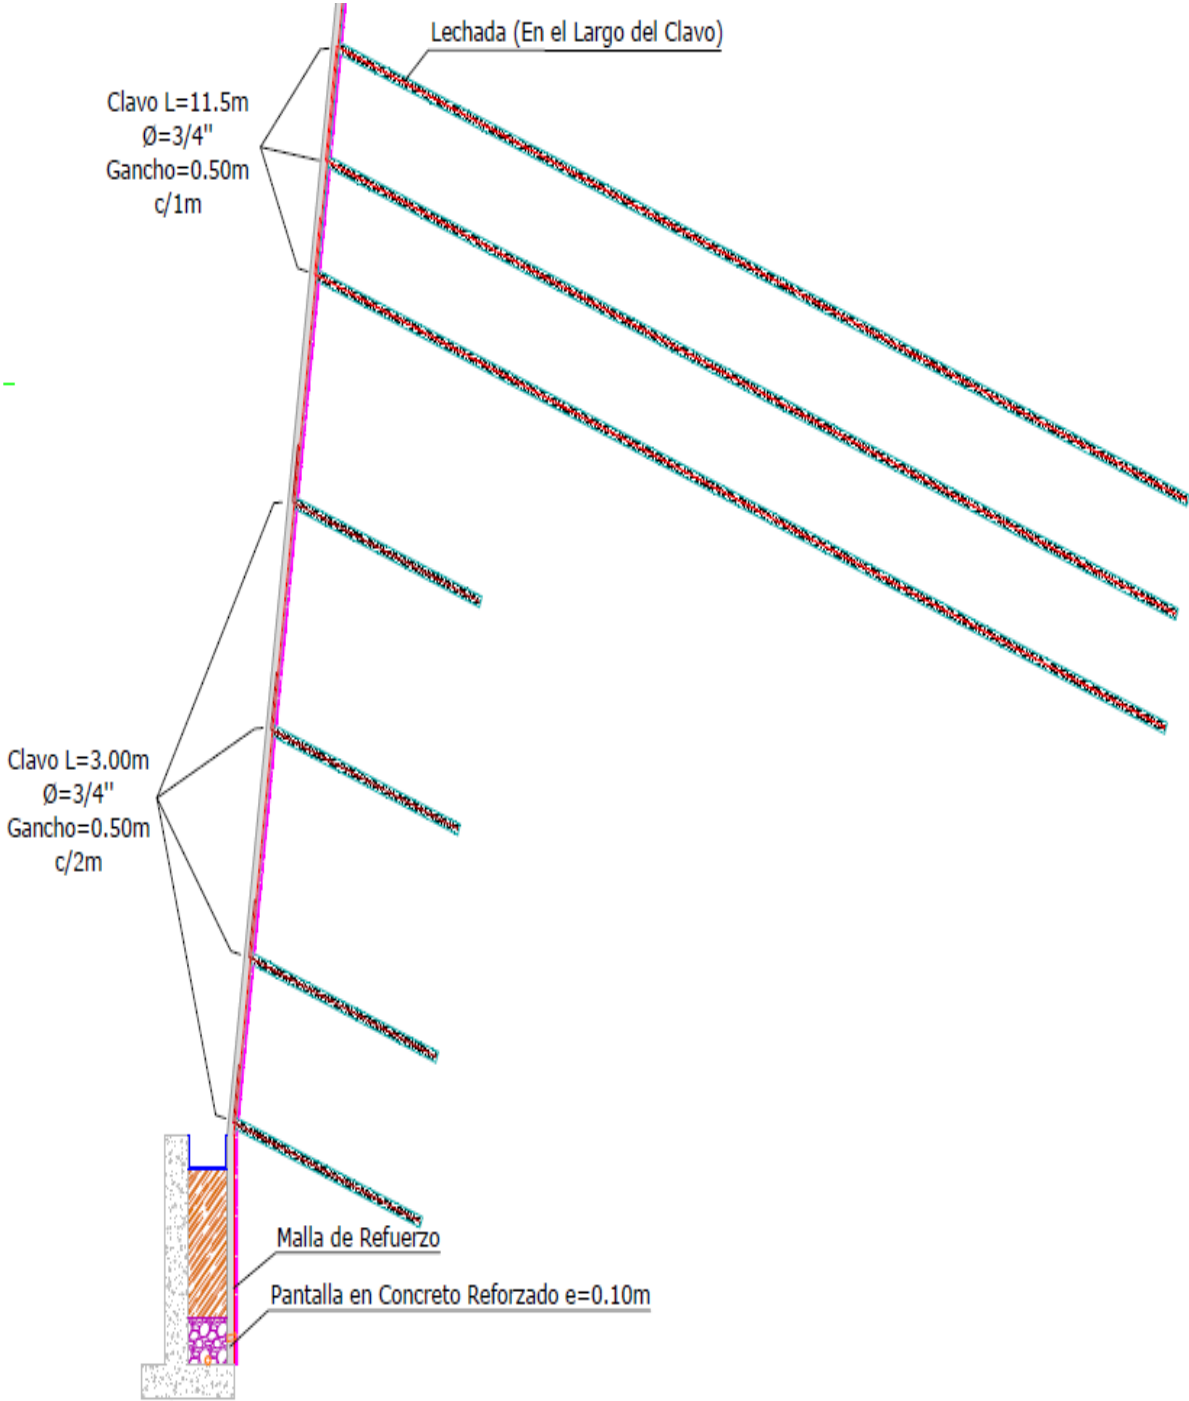 Lechada (En el Largo del Clavo)
Clavo L=11.5m
Ø=3/4"
Gancho=0.50m
c/1m
Clavo L=3.00m
Ø=3/4"
Gancho=0.50m
c/2m
Malla de Refuerzo
Pantalla en Concreto Reforzado e=0.10m